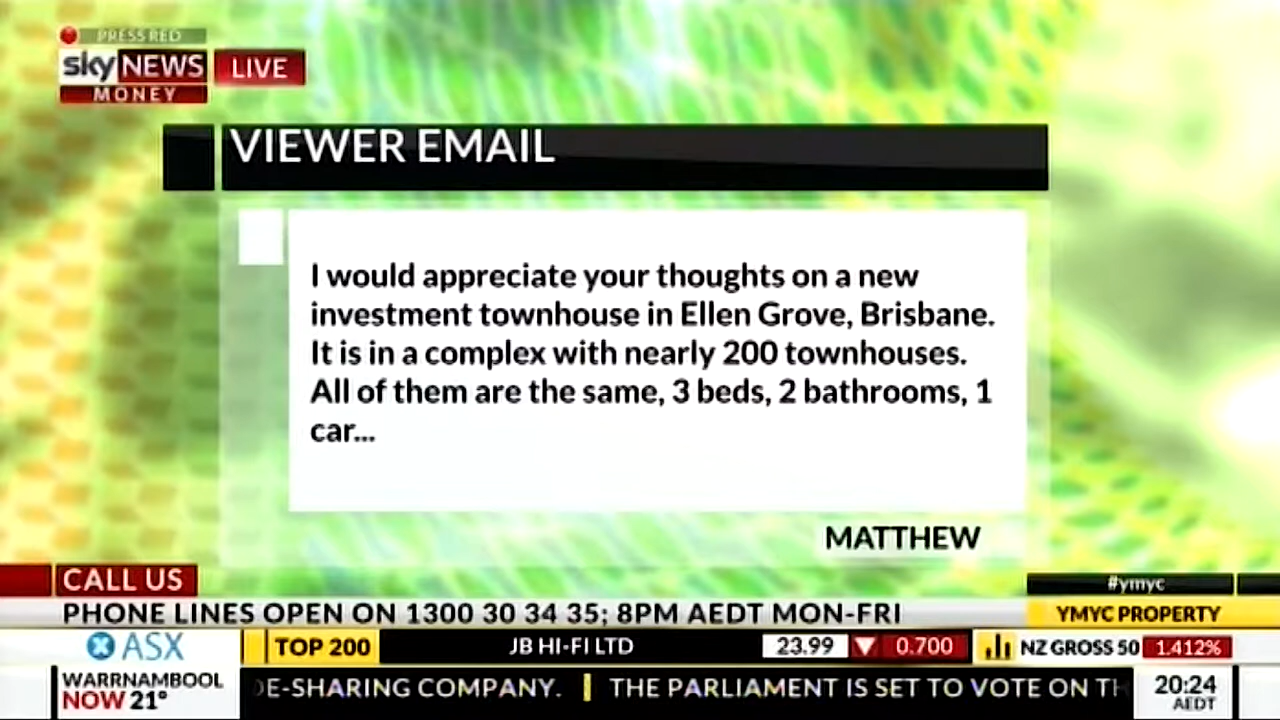 PRESS RED
sky NEWS LIVE
MONEY
VIEWER EMAIL
I would appreciate your thoughts on a new
investment townhouse in Ellen Grove, Brisbane.
It is in a complex with nearly 200 townhouses.
All of them are the same, 3 beds, 2 bathrooms, 1
car...
MATTHEW
CALL US
#ymyc
PHONE LINES OPEN ON 1300 30 34 35; 8PM AEDT MON-FRI
YMYC PROPERTY
ASX TOP 200 JB HI-FI LTD 23.99 0.700 NZ GROSS 50 1.412%
WARRNAMBOOL
NOW 21°
E-SHARING COMPANY. THE PARLIAMENT IS SET TO VOTE ON TH
20:24
AEDT